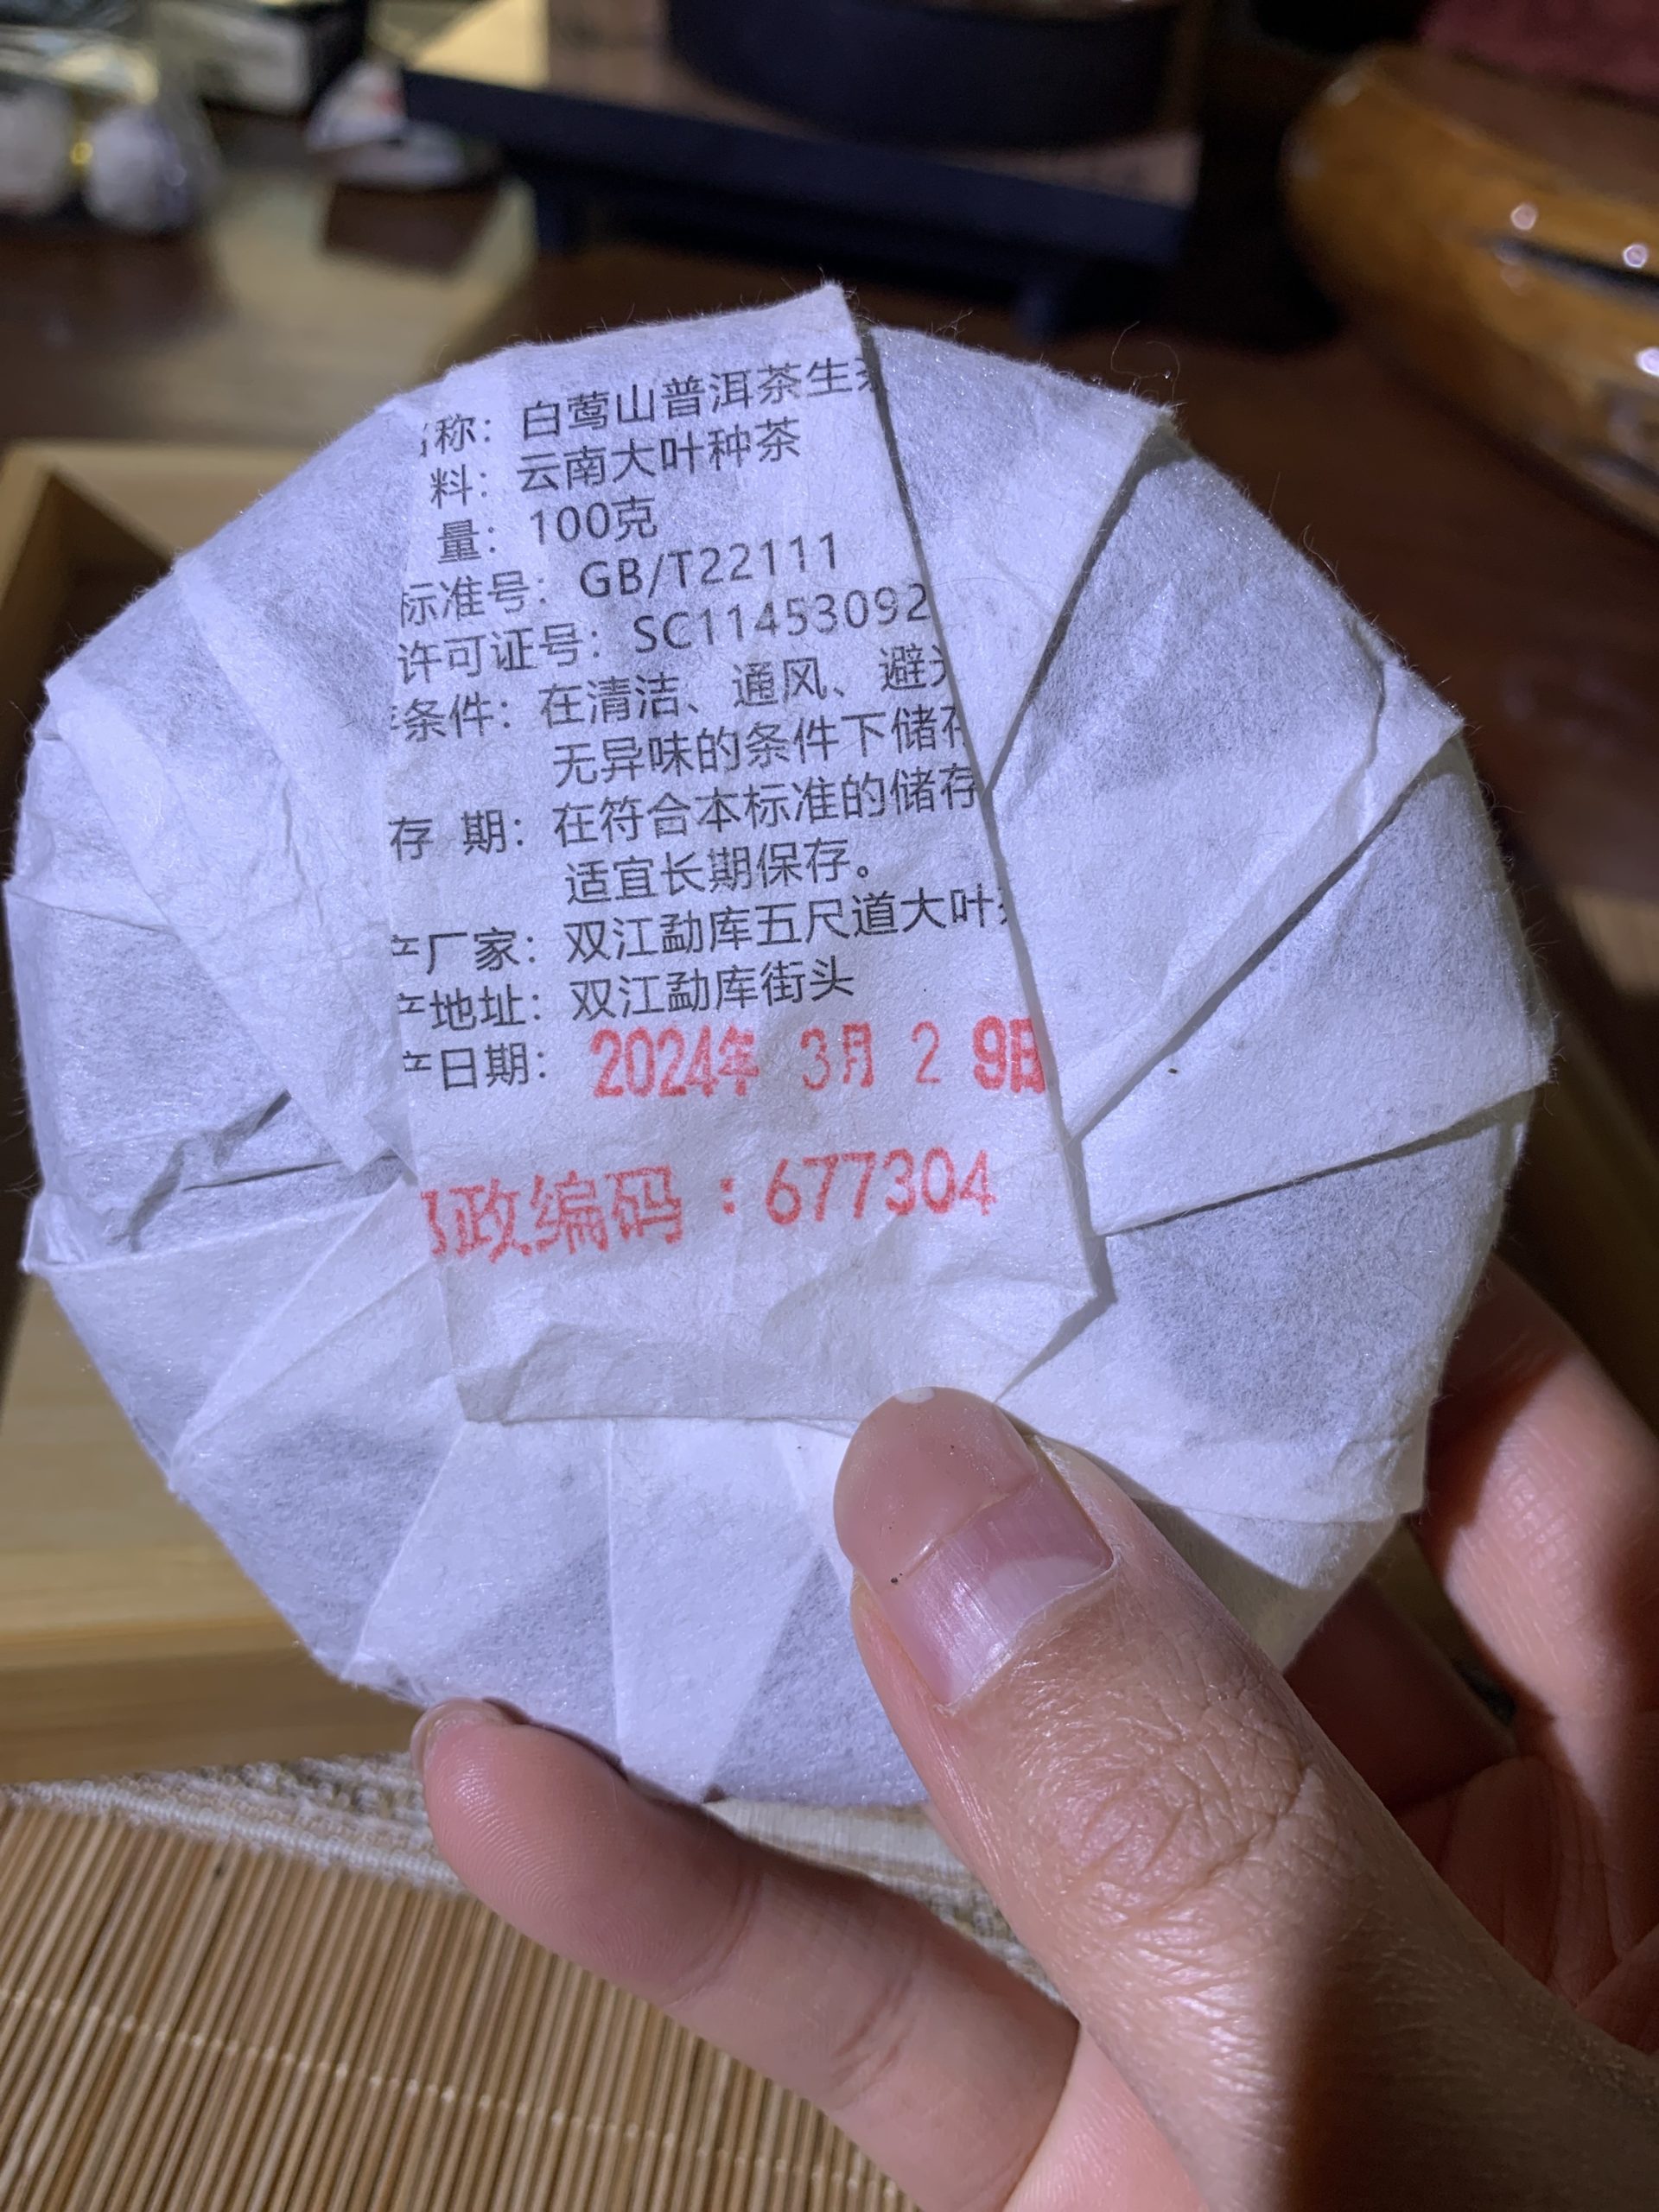 称：白莺山普洱茶生
料：云南大叶种茶
量：100克
标准号：GB/T22111
许可证号：SC11453092
条件：在清洁、通风、避
无异味的条件下储存
存 期：在符合本标准的储存
适宜长期保存。
厂家：双江勐库五尺道大叶
地址：双江勐库街头
日期：2024年 3月 2 9日
政编码：677304